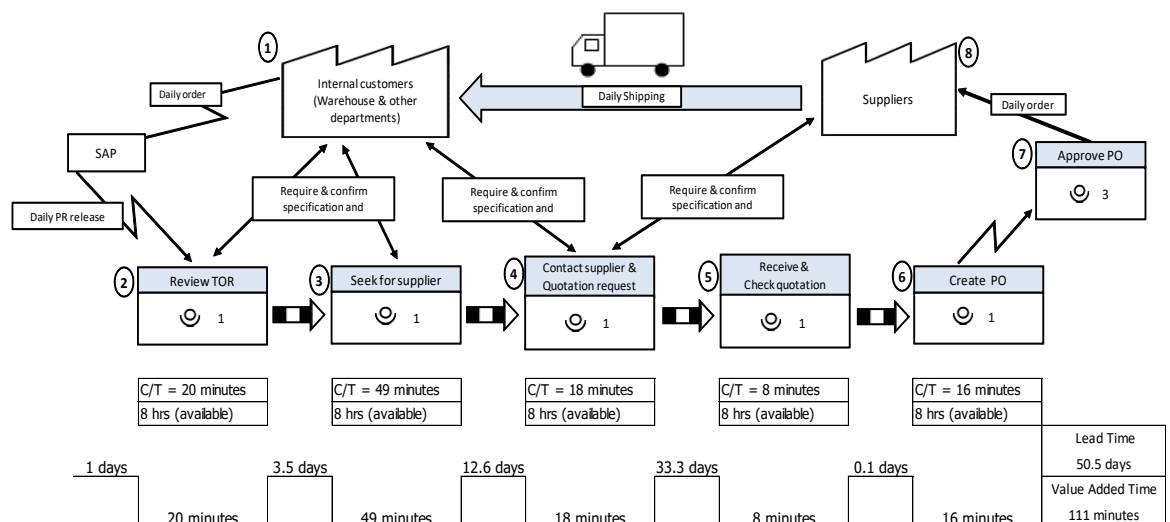 1
Internal customers
(Warehouse & other
departments)
Daily order
SAP
Daily PR release
Daily Shipping
8
Suppliers
Daily order
7
Approve PO
3
Require & confirm
specification and
Require & confirm
specification and
Require & confirm
specification and
2
Review TOR
1
3
Seek for supplier
1
4
Contact supplier &
Quotation request
1
5
Receive &
Check quotation
1
6
Create PO
1
C/T = 20 minutes
8 hrs (available)
C/T = 49 minutes
8 hrs (available)
C/T = 18 minutes
8 hrs (available)
C/T = 8 minutes
8 hrs (available)
C/T = 16 minutes
8 hrs (available)
1 days
3.5 days
12.6 days
33.3 days
0.1 days
20 minutes
49 minutes
18 minutes
8 minutes
16 minutes
Lead Time
50.5 days
Value Added Time
111 minutes